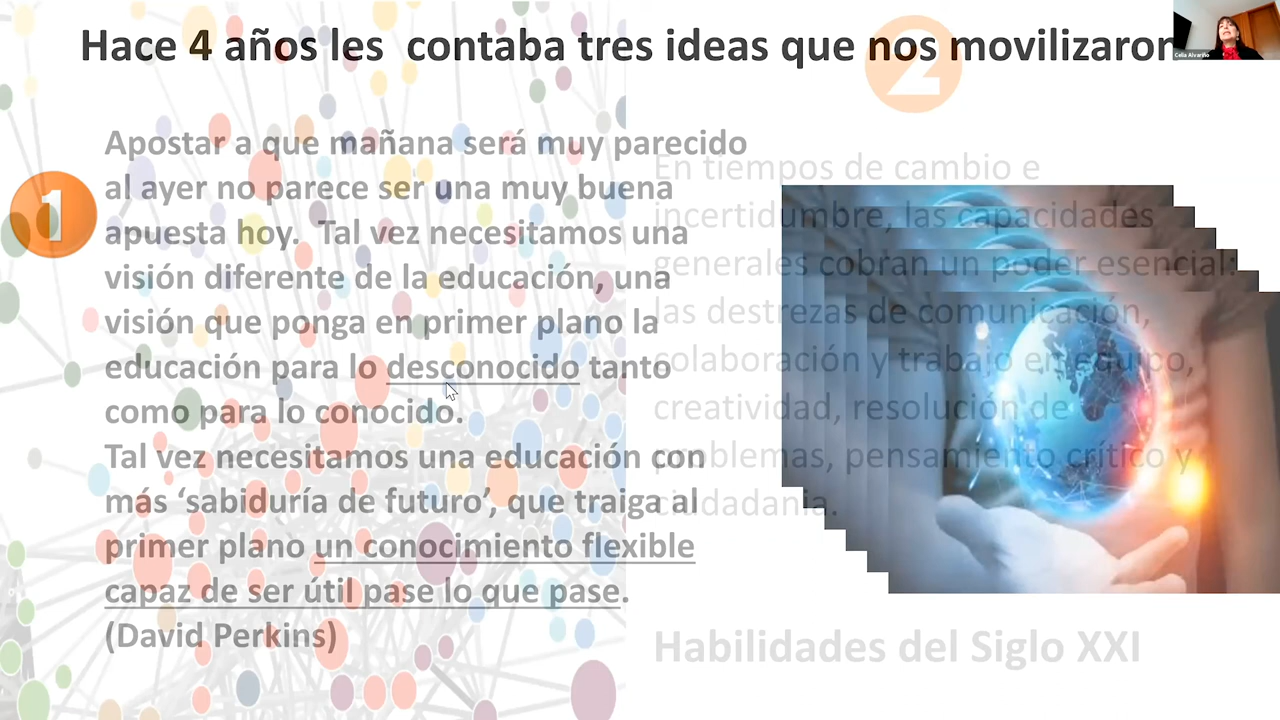 Hace 4 años les contaba tres ideas que nos movilizaron
Celia Alvariño
1
Apostar a que mañana será muy parecido
al ayer no parece ser una muy buena
apuesta hoy. Tal vez necesitamos una
visión diferente de la educación, una
visión que ponga en primer plano la
educación para lo desconocido tanto
como para lo conocido.
Tal vez necesitamos una educación con
más ‘sabiduría de futuro’, que traiga al
primer plano un conocimiento flexible
capaz de ser útil pase lo que pase.
(David Perkins)
2
En tiempos de cambio e
incertidumbre, las capacidades
generales cobran un poder esencial:
las destrezas de comunicación,
colaboración y trabajo en equipo,
creatividad, resolución de
problemas, pensamiento crítico y
ciudadanía.
Habilidades del Siglo XXI